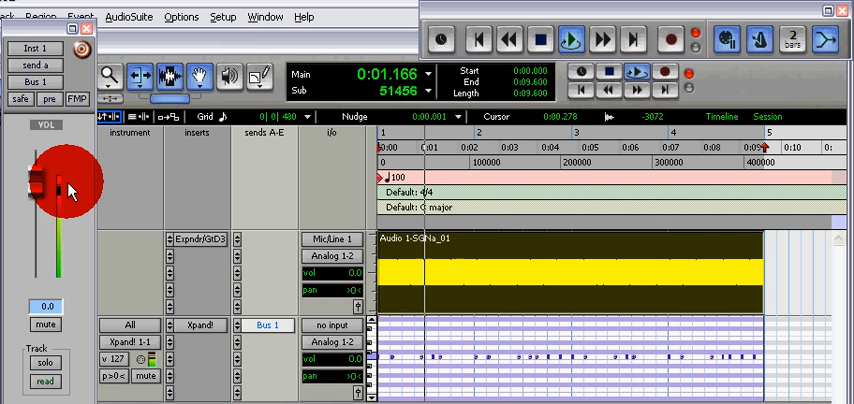 Track Region Event AudioSuite Options Setup Window Help
2 bars
Inst 1
send a
Bus 1
safe pre FMP
VOL
0.0
mute
Track
solo
read
Main 0:01.166
Sub 51456
Start 0:00.000
End 0:09.600
Length 0:09.600
Grid 0| 0| 480
Nudge 0:00.001
Cursor 0:00.278 -3072
Timeline Session
instrument inserts sends A-E i/o
1 2 3 4 5
0:00 0:01 0:02 0:03 0:04 0:05 0:06 0:07 0:08 0:09 0:10 0:
0 100000 200000 300000 400000
100
Default: 4/4
Default: C major
Expndr/GtD3
Mic/Line 1
Analog 1-2
vol 0.0
pan >0<
Audio 1-SGNa_01
All
Xpand! 1-1
v 127
p>0< mute
Xpand!
Bus 1
no input
Analog 1-2
vol 0.0
pan >0<